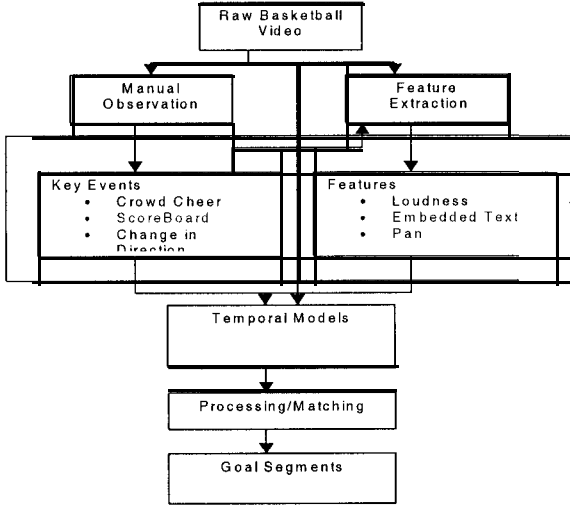 Raw Basketball
Video
Manual
Observation
Feature
Extraction
Key Events
• Crowd Cheer
• ScoreBoard
• Change in
Direction
Features
• Loudness
• Embedded Text
• Pan
Temporal Models
Processing/Matching
Goal Segments